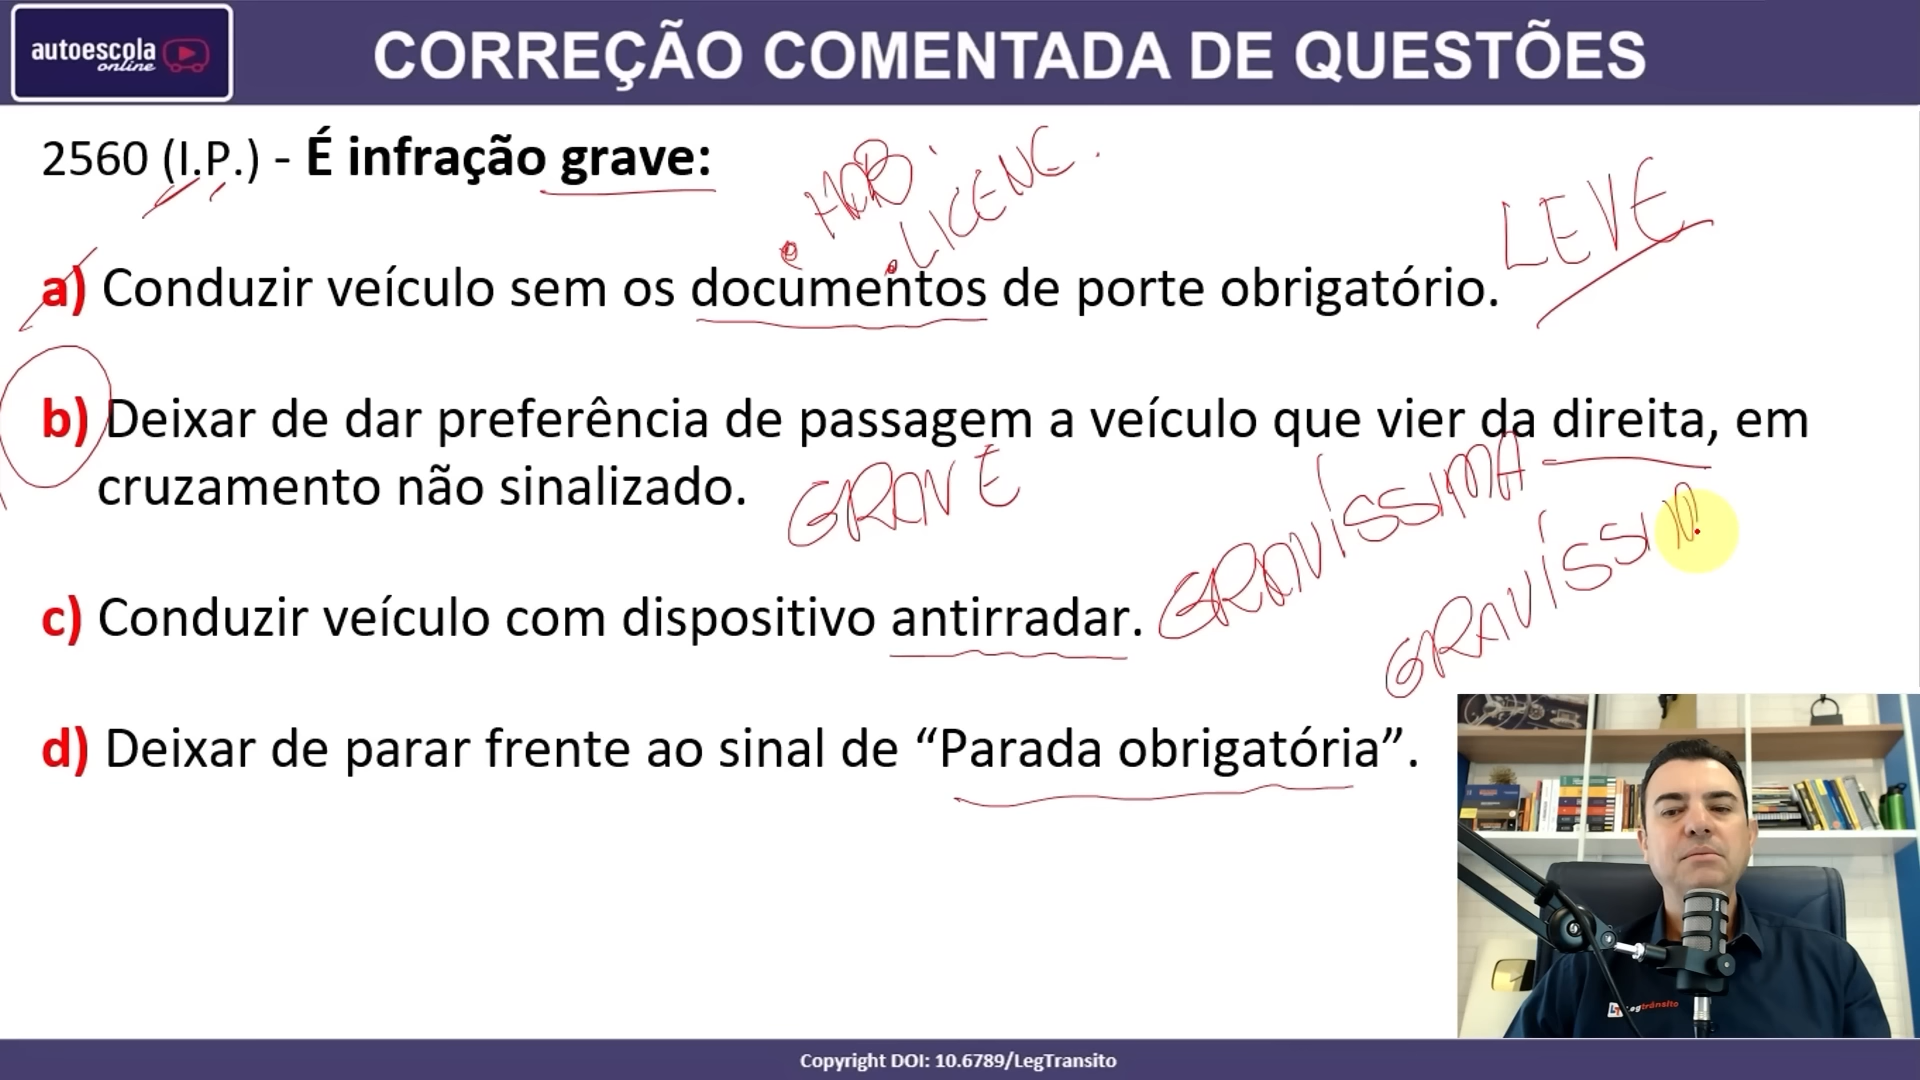 autoescola
online
CORREÇÃO COMENTADA DE QUESTÕES
2560 (I.P.) - É infração grave:
HAB.
LICENC.
LEVE
a) Conduzir veículo sem os documentos de porte obrigatório.
b) Deixar de dar preferência de passagem a veículo que vier da direita, em
cruzamento não sinalizado.
GRAVE
GRAVÍSSIMA
c) Conduzir veículo com dispositivo antirradar.
d) Deixar de parar frente ao sinal de “Parada obrigatória”.
Copyright DOI: 10.6789/LegTransito